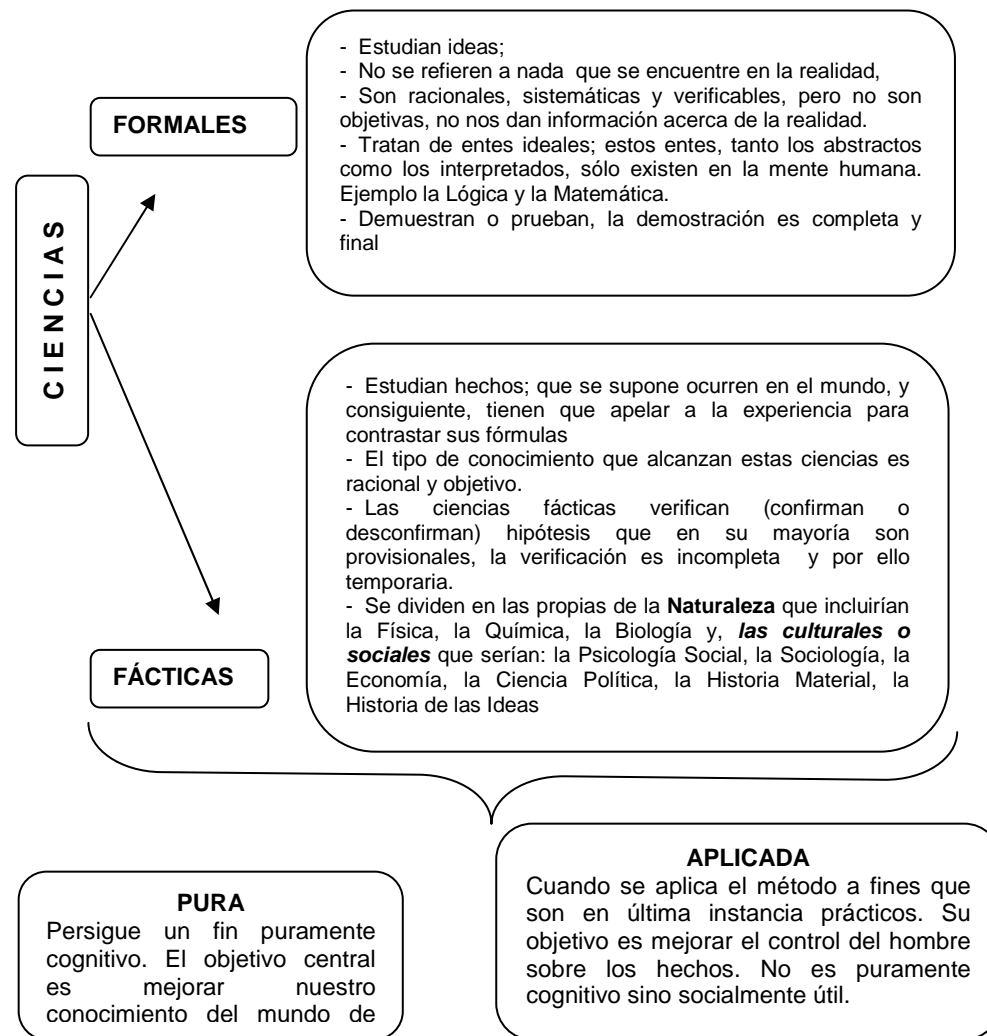 CIENCIAS
FORMALES
- Estudian ideas;
- No se refieren a nada que se encuentre en la realidad,
- Son racionales, sistemáticas y verificables, pero no son
objetivas, no nos dan información acerca de la realidad.
- Tratan de entes ideales; estos entes, tanto los abstractos
como los interpretados, sólo existen en la mente humana.
Ejemplo la Lógica y la Matemática.
- Demuestran o prueban, la demostración es completa y
final
FÁCTICAS
- Estudian hechos; que se supone ocurren en el mundo, y
consiguiente, tienen que apelar a la experiencia para
contrastar sus fórmulas
- El tipo de conocimiento que alcanzan estas ciencias es
racional y objetivo.
- Las ciencias fácticas verifican (confirman o
desconfirman) hipótesis que en su mayoría son
provisionales, la verificación es incompleta y por ello
temporaria.
- Se dividen en las propias de la Naturaleza que incluirían
la Física, la Química, la Biología y, las culturales o
sociales que serían: la Psicología Social, la Sociología, la
Economía, la Ciencia Política, la Historia Material, la
Historia de las Ideas
PURA
Persigue un fin puramente
cognitivo. El objetivo central
es mejorar nuestro
conocimiento del mundo de
APLICADA
Cuando se aplica el método a fines que
son en última instancia prácticos. Su
objetivo es mejorar el control del hombre
sobre los hechos. No es puramente
cognitivo sino socialmente útil.